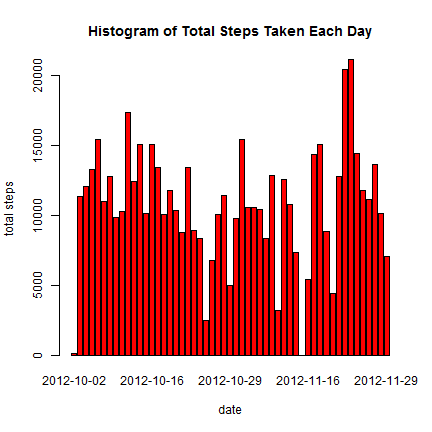 Histogram of Total Steps Taken Each Day
total steps
20000
15000
10000
5000
0
2012-10-02 2012-10-16 2012-10-29 2012-11-16 2012-11-29
date